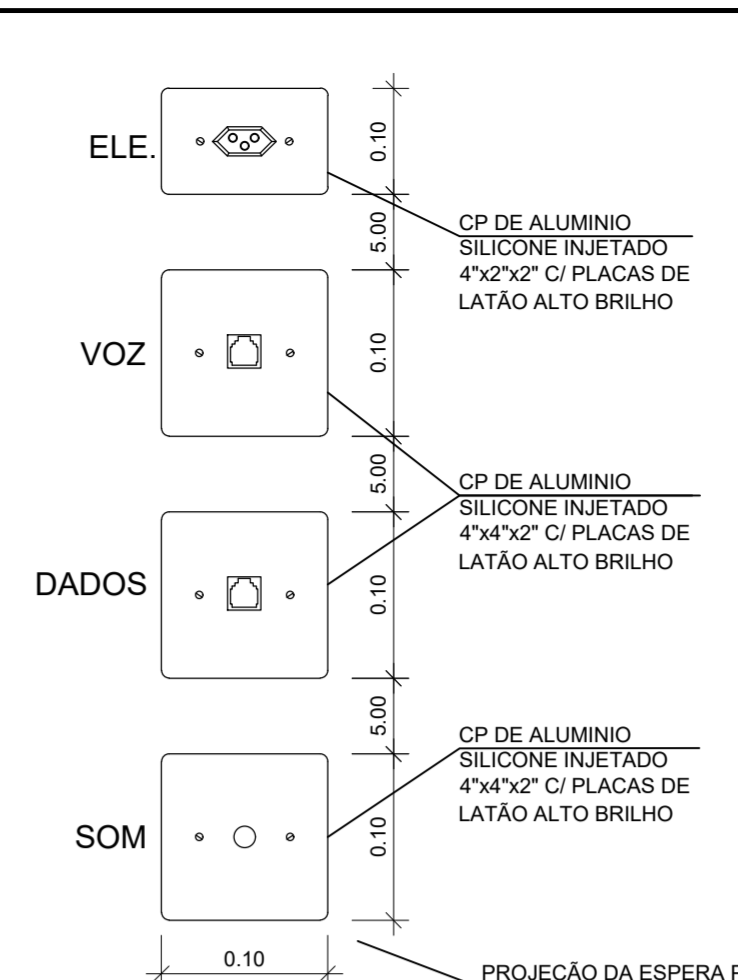 ELE.
0.10
5.00
CP DE ALUMINIO
SILICONE INJETADO
4"x2"x2" C/ PLACAS DE
LATÃO ALTO BRILHO
VOZ
0.10
5.00
CP DE ALUMINIO
SILICONE INJETADO
4"x4"x2" C/ PLACAS DE
LATÃO ALTO BRILHO
DADOS
0.10
5.00
CP DE ALUMINIO
SILICONE INJETADO
4"x4"x2" C/ PLACAS DE
LATÃO ALTO BRILHO
SOM
0.10
0.10
PROJEÇÃO DA ESPERA